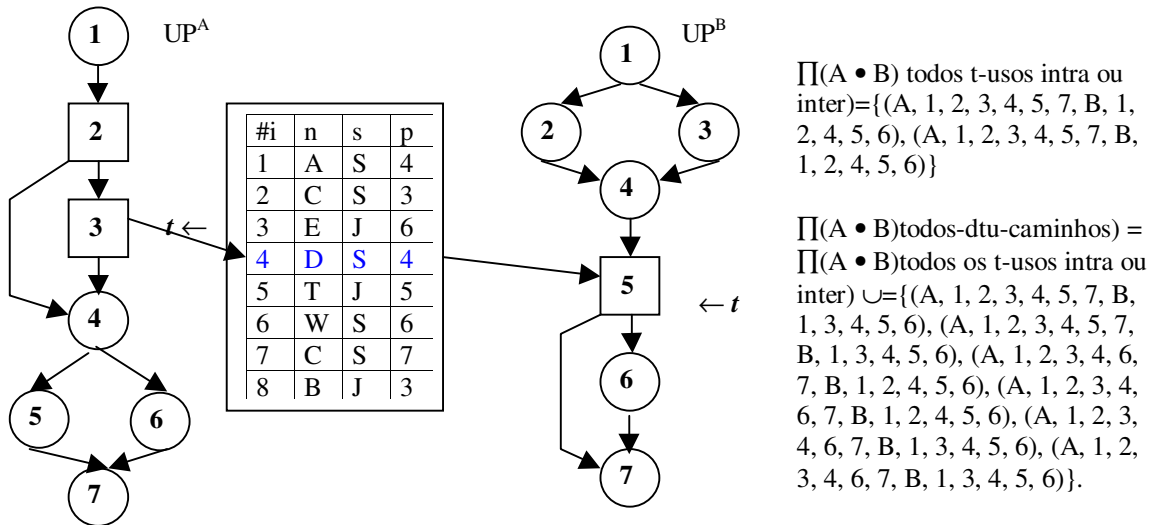 1
UP^A
2
3
t ←
4
5
6
7
#i n s p
1 A S 4
2 C S 3
3 E J 6
4 D S 4
5 T J 5
6 W S 6
7 C S 7
8 B J 3
UP^B
1
2
3
4
5
← t
6
7
∏(A • B) todos t-usos intra ou
inter)={(A, 1, 2, 3, 4, 5, 7, B, 1,
2, 4, 5, 6), (A, 1, 2, 3, 4, 5, 7, B,
1, 2, 4, 5, 6)}
∏(A • B)todos-dtu-caminhos) =
∏(A • B)todos os t-usos intra ou
inter) ∪={(A, 1, 2, 3, 4, 5, 7, B,
1, 3, 4, 5, 6), (A, 1, 2, 3, 4, 5, 7,
B, 1, 3, 4, 5, 6), (A, 1, 2, 3, 4, 6,
7, B, 1, 2, 4, 5, 6), (A, 1, 2, 3, 4,
6, 7, B, 1, 2, 4, 5, 6), (A, 1, 2, 3,
4, 6, 7, B, 1, 3, 4, 5, 6), (A, 1, 2,
3, 4, 6, 7, B, 1, 3, 4, 5, 6)}.